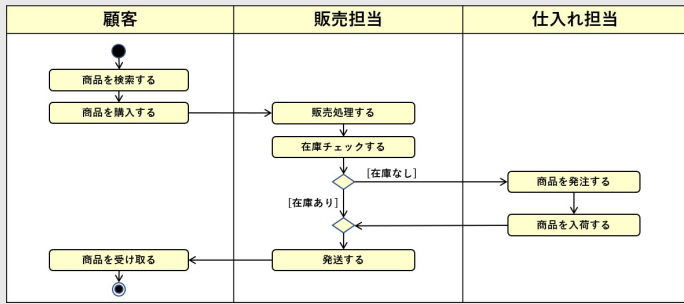 顧客
販売担当
仕入れ担当
商品を検索する
商品を購入する
販売処理する
在庫チェックする
[在庫なし]
商品を発注する
[在庫あり]
商品を入荷する
発送する
商品を受け取る